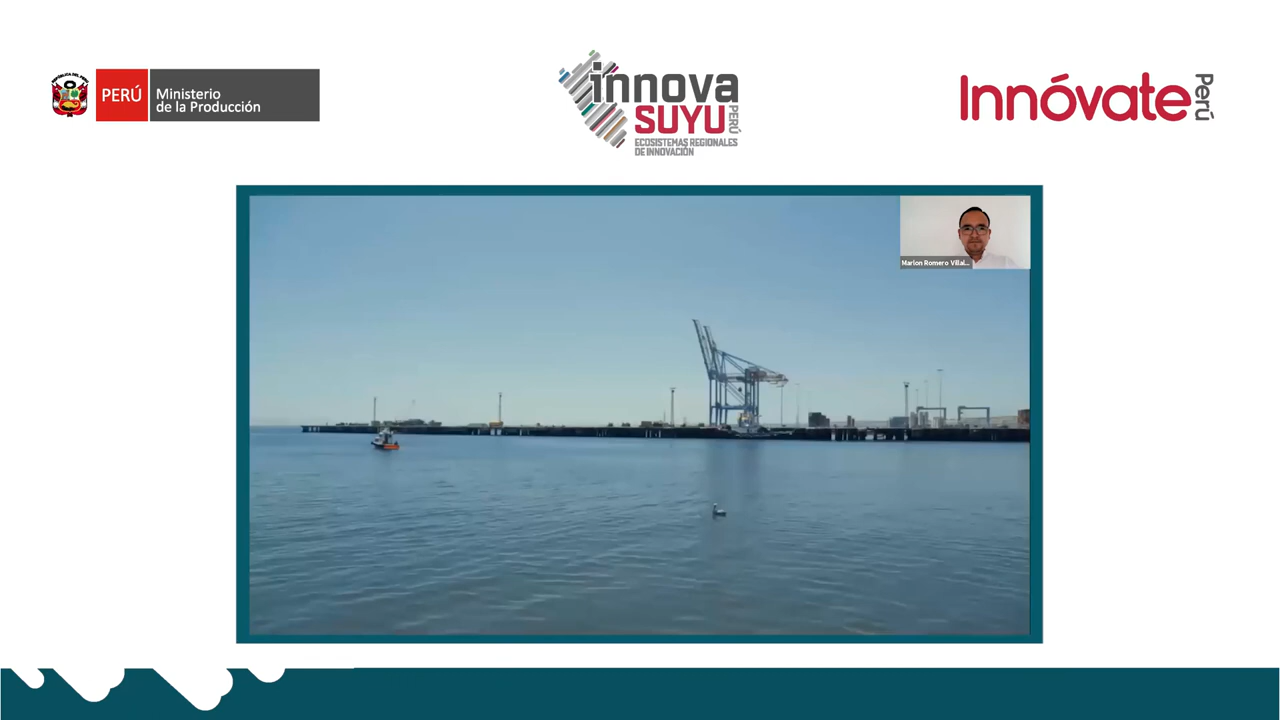 REPÚBLICA DEL PERÚ
PERÚ
Ministerio
de la Producción
innova
SUYU
PERÚ
ECOSISTEMAS REGIONALES
DE INNOVACIÓN
Innóvate
Perú
Marlon Romero Villal...